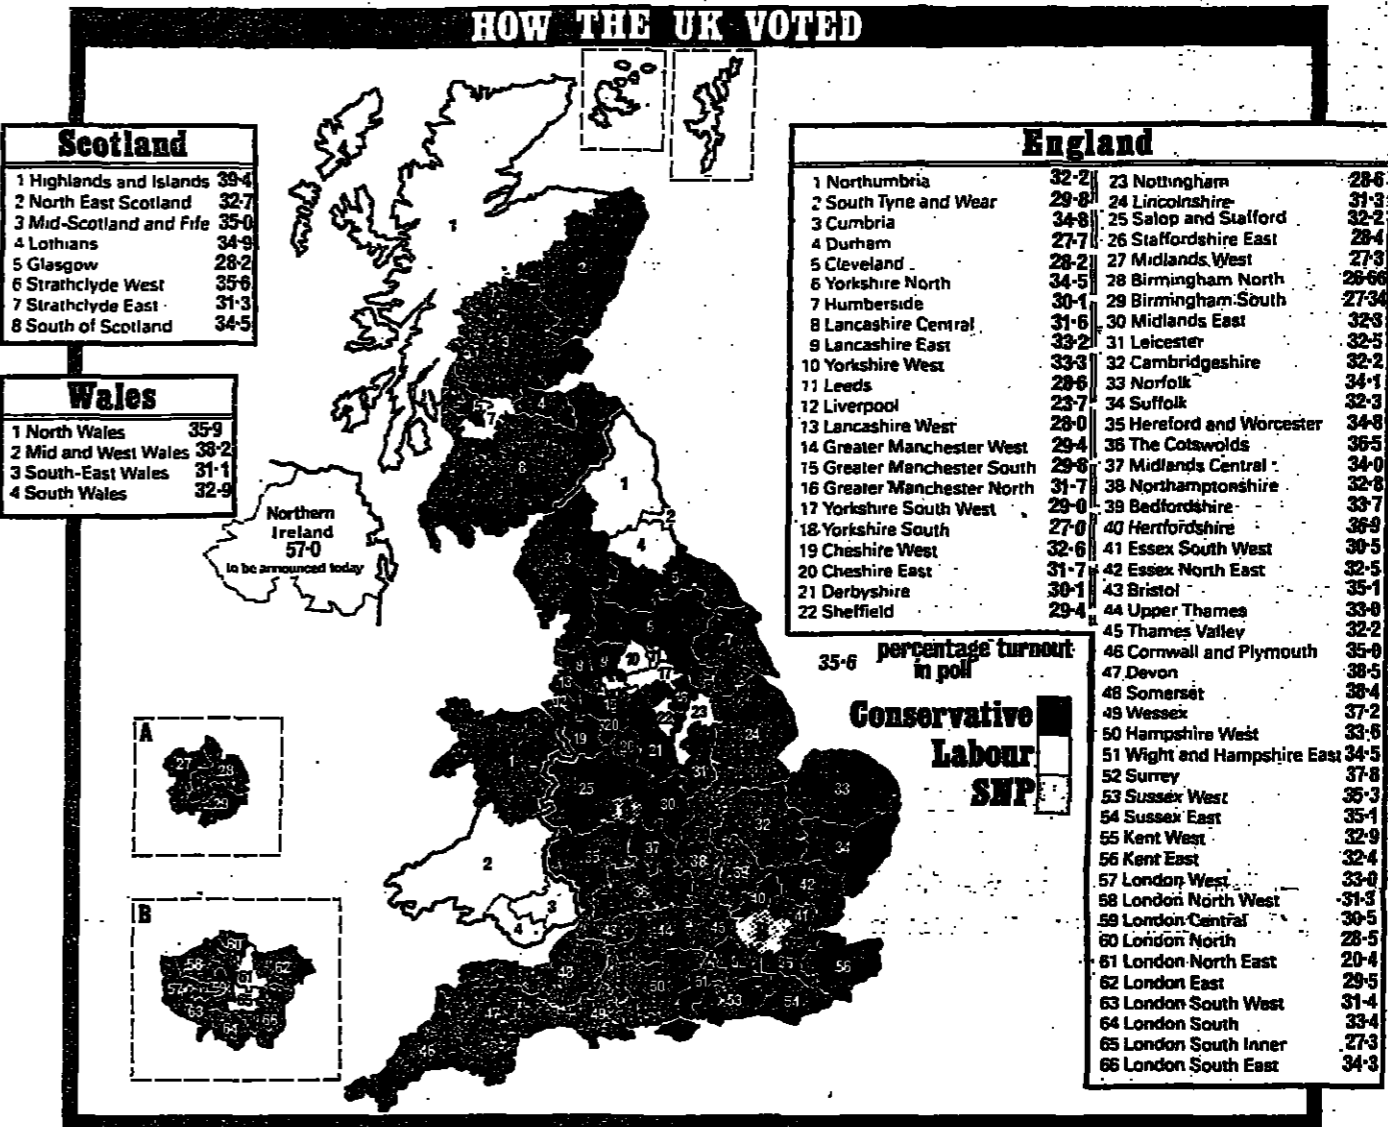 HOW THE UK VOTED
Scotland
1 Highlands and Islands 39·4
2 North East Scotland 32·7
3 Mid-Scotland and Fife 35·0
4 Lothians 34·9
5 Glasgow 28·2
6 Strathclyde West 35·6
7 Strathclyde East 31·3
8 South of Scotland 34·5
Wales
1 North Wales 35·9
2 Mid and West Wales 38·2
3 South-East Wales 31·1
4 South Wales 32·9
Northern
Ireland
57·0
to be announced today
England
1 Northumbria 32·2
2 South Tyne and Wear 29·8
3 Cumbria 34·8
4 Durham 27·7
5 Cleveland 28·2
6 Yorkshire North 34·5
7 Humberside 30·1
8 Lancashire Central 31·6
9 Lancashire East 33·2
10 Yorkshire West 33·3
11 Leeds 28·6
12 Liverpool 23·7
13 Lancashire West 28·0
14 Greater Manchester West 29·4
15 Greater Manchester South 29·6
16 Greater Manchester North 31·7
17 Yorkshire South West 29·0
18 Yorkshire South 27·0
19 Cheshire West 32·6
20 Cheshire East 31·7
21 Derbyshire 30·1
22 Sheffield 29·4
23 Nottingham 28·6
24 Lincolnshire 31·3
25 Salop and Stafford 32·2
26 Staffordshire East 28·4
27 Midlands West 27·3
28 Birmingham North 26·66
29 Birmingham South 27·34
30 Midlands East 32·3
31 Leicester 32·5
32 Cambridgeshire 32·2
33 Norfolk 34·1
34 Suffolk 32·3
35 Hereford and Worcester 34·8
36 The Cotswolds 36·5
37 Midlands Central 34·0
38 Northamptonshire 32·8
39 Bedfordshire 33·7
40 Hertfordshire 36·9
41 Essex South West 30·5
42 Essex North East 32·5
43 Bristol 35·1
44 Upper Thames 33·0
45 Thames Valley 32·2
46 Cornwall and Plymouth 35·0
47 Devon 38·5
48 Somerset 38·4
49 Wessex 37·2
50 Hampshire West 33·6
51 Wight and Hampshire East 34·5
52 Surrey 37·8
53 Sussex West 35·3
54 Sussex East 35·1
55 Kent West 32·9
56 Kent East 32·4
57 London West 33·0
58 London North West 31·3
59 London Central 30·5
60 London North 28·5
61 London North East 20·4
62 London East 29·5
63 London South West 31·4
64 London South 33·4
65 London South Inner 27·3
66 London South East 34·3
35·6 percentage turnout
in poll
Conservative
Labour
SNP
A
B